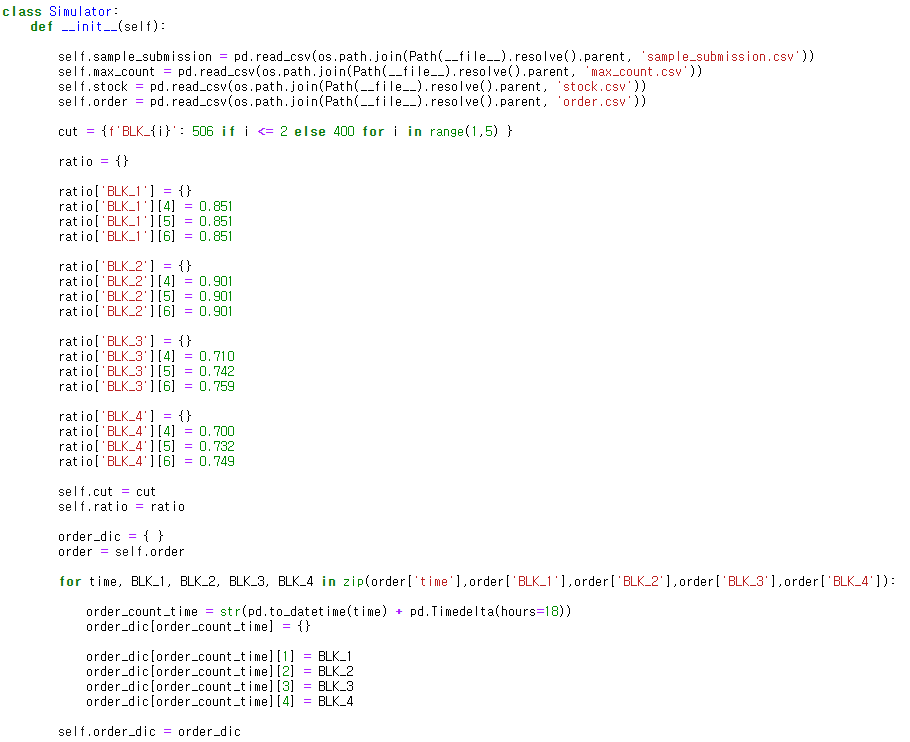 class Simulator:
    def __init__(self):
        self.sample_submission = pd.read_csv(os.path.join(Path(__file__).resolve().parent, 'sample_submission.csv'))
        self.max_count = pd.read_csv(os.path.join(Path(__file__).resolve().parent, 'max_count.csv'))
        self.stock = pd.read_csv(os.path.join(Path(__file__).resolve().parent, 'stock.csv'))
        self.order = pd.read_csv(os.path.join(Path(__file__).resolve().parent, 'order.csv'))
        cut = {f'BLK_{i}': 506 if i <= 2 else 400 for i in range(1,5) }
        ratio = {}
        ratio['BLK_1'] = {}
        ratio['BLK_1'][4] = 0.851
        ratio['BLK_1'][5] = 0.851
        ratio['BLK_1'][6] = 0.851
        ratio['BLK_2'] = {}
        ratio['BLK_2'][4] = 0.901
        ratio['BLK_2'][5] = 0.901
        ratio['BLK_2'][6] = 0.901
        ratio['BLK_3'] = {}
        ratio['BLK_3'][4] = 0.710
        ratio['BLK_3'][5] = 0.742
        ratio['BLK_3'][6] = 0.759
        ratio['BLK_4'] = {}
        ratio['BLK_4'][4] = 0.700
        ratio['BLK_4'][5] = 0.732
        ratio['BLK_4'][6] = 0.749
        self.cut = cut
        self.ratio = ratio
        order_dic = { }
        order = self.order
        for time, BLK_1, BLK_2, BLK_3, BLK_4 in zip(order['time'],order['BLK_1'],order['BLK_2'],order['BLK_3'],order['BLK_4']):
            order_count_time = str(pd.to_datetime(time) + pd.Timedelta(hours=18))
            order_dic[order_count_time] = {}
            order_dic[order_count_time][1] = BLK_1
            order_dic[order_count_time][2] = BLK_2
            order_dic[order_count_time][3] = BLK_3
            order_dic[order_count_time][4] = BLK_4
        self.order_dic = order_dic